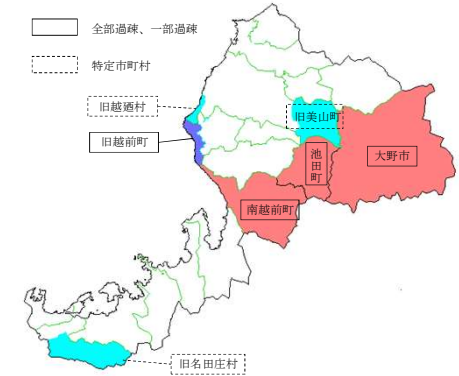 全部過疎、一部過疎
特定市町村
旧越廼村
旧越前町
旧美山町
池田町
大野市
南越前町
旧名田庄村